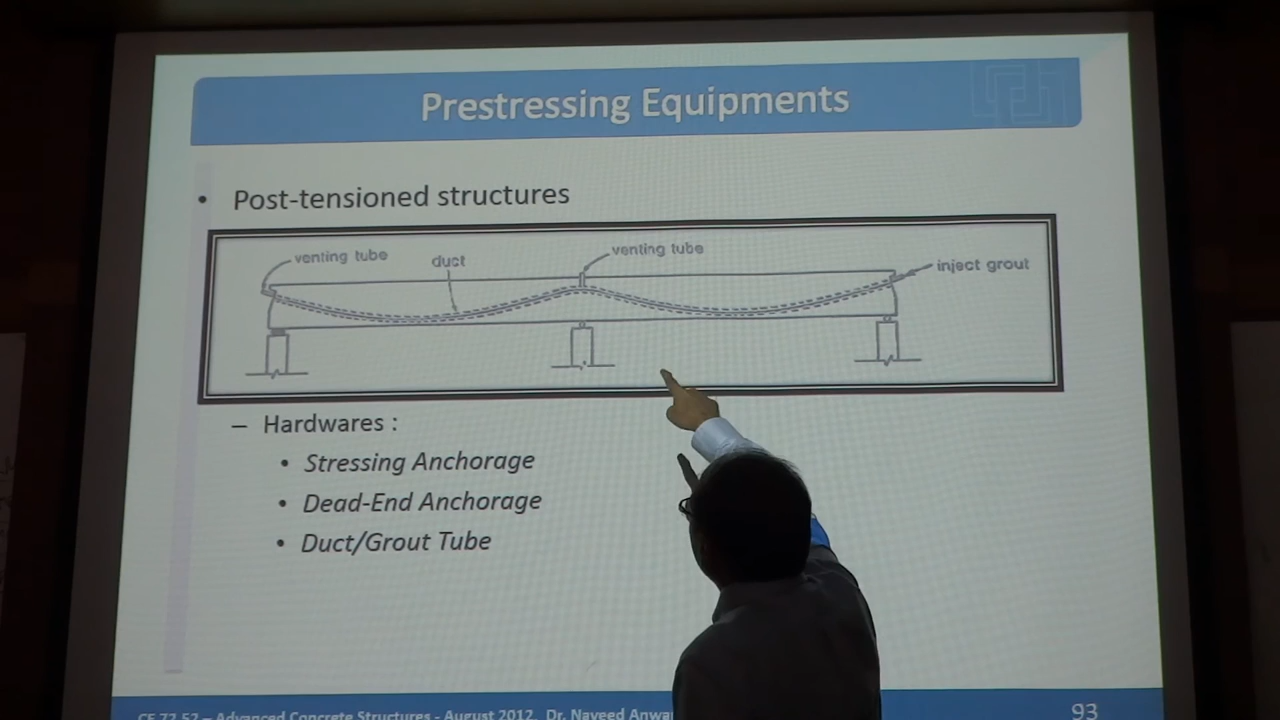 Prestressing Equipments
• Post-tensioned structures
venting tube
duct
venting tube
inject grout
– Hardwares :
• Stressing Anchorage
• Dead-End Anchorage
• Duct/Grout Tube
CE 72.52 – Advanced Concrete Structures - August 2012, Dr. Naveed Anwa
93